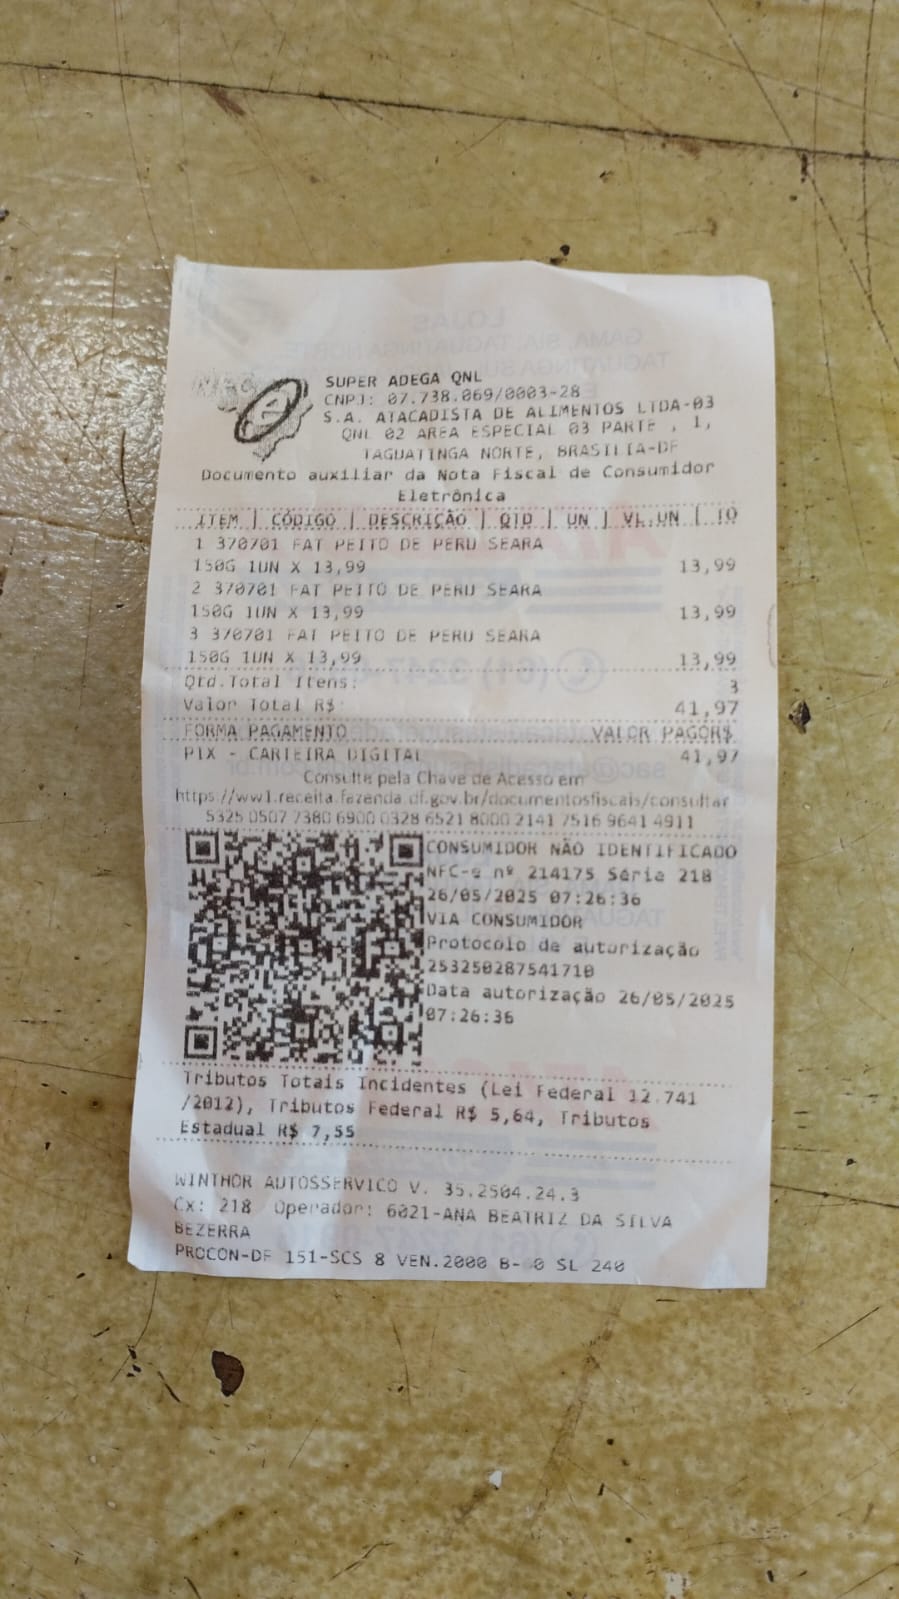 SUPER ADEGA QNL
CNPJ: 07.738.069/0003-28
S.A. ATACADISTA DE ALIMENTOS LTDA-03
QNL 02 AREA ESPECIAL 03 PARTE , 1,
TAGUATINGA NORTE, BRASILIA-DF
Documento auxiliar da Nota Fiscal de Consumidor
Eletrônica
ITEM | CÓDIGO | DESCRIÇÃO | QTD | UN | VL.UN | TO
1 370701 FAT PEITO DE PERU SEARA
150G 1UN X 13,99 13,99
2 370701 FAT PEITO DE PERU SEARA
150G 1UN X 13,99 13,99
3 370701 FAT PEITO DE PERU SEARA
150G 1UN X 13,99 13,99
Qtd.Total Itens: 3
Valor Total R$ 41,97
FORMA PAGAMENTO VALOR PAGOR$
PIX - CARTEIRA DIGITAL 41,97
Consulte pela Chave de Acesso em
https://ww1.receita.fazenda.df.gov.br/documentosfiscais/consultar
5325 0507 7380 6900 0328 6521 8000 2141 7516 9641 4911
CONSUMIDOR NÃO IDENTIFICADO
NFC-e nº 214175 Série 218
26/05/2025 07:26:36
VIA CONSUMIDOR
Protocolo de autorização
253250287541710
Data autorização 26/05/2025
07:26:36
Tributos Totais Incidentes (Lei Federal 12.741
/2012), Tributos Federal R$ 5,64, Tributos
Estadual R$ 7,55
WINTHOR AUTOSSERVICO V. 35.2504.24.3
Cx: 218 Operador: 6021-ANA BEATRIZ DA SILVA
BEZERRA
PROCON-DF 151-SCS 8 VEN.2000 B- 0 SL 240